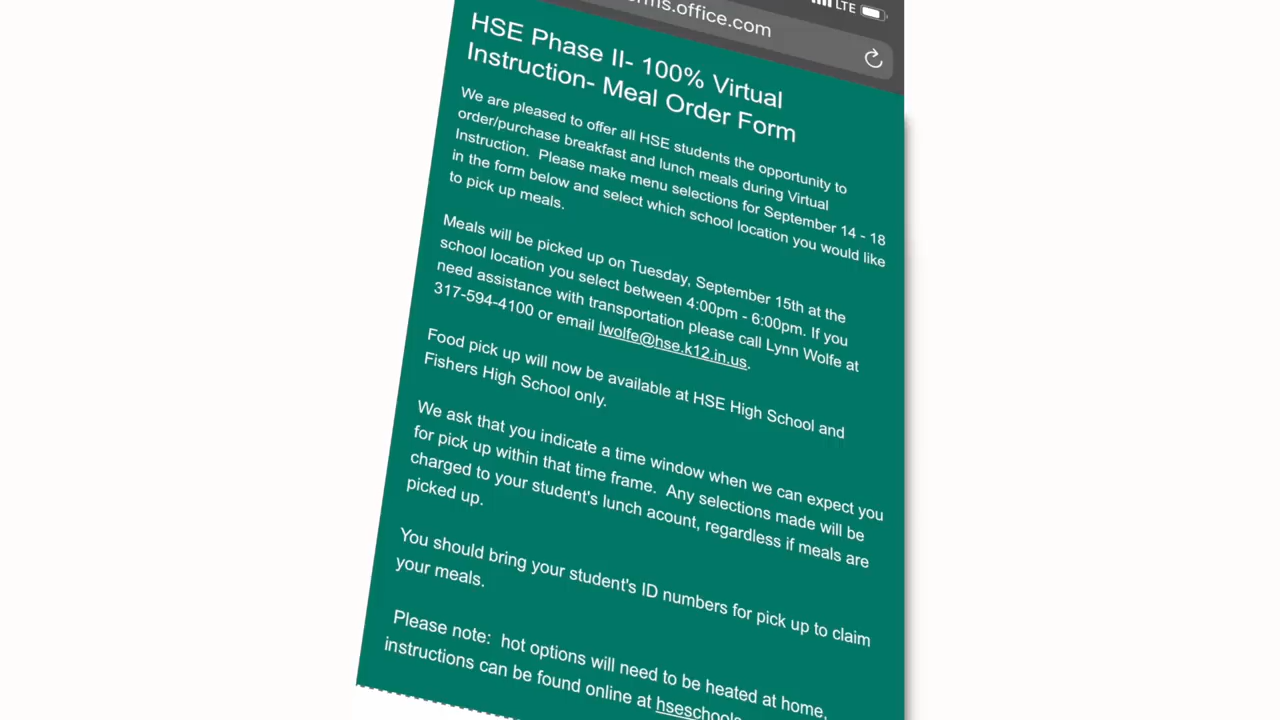 LTE
HSE Phase II- 100% Virtual
Instruction- Meal Order Form
We are pleased to offer all HSE students the opportunity to
order/purchase breakfast and lunch meals during Virtual
Instruction.  Please make menu selections for September 14 - 18
in the form below and select which school location you would like
to pick up meals.
Meals will be picked up on Tuesday, September 15th at the
school location you select between 4:00pm - 6:00pm. If you
need assistance with transportation please call Lynn Wolfe at
317-594-4100 or email lwolfe@hse.k12.in.us.
Food pick up will now be available at HSE High School and
Fishers High School only.
We ask that you indicate a time window when we can expect you
for pick up within that time frame.  Any selections made will be
charged to your student's lunch acount, regardless if meals are
picked up.
You should bring your student's ID numbers for pick up to claim
your meals.
Please note:  hot options will need to be heated at home,
instructions can be found online at